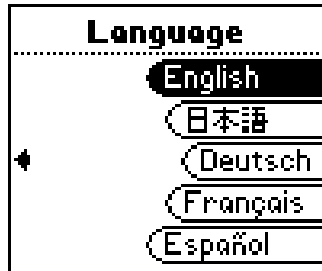 Language
English
日本語
Deutsch
Français
Español